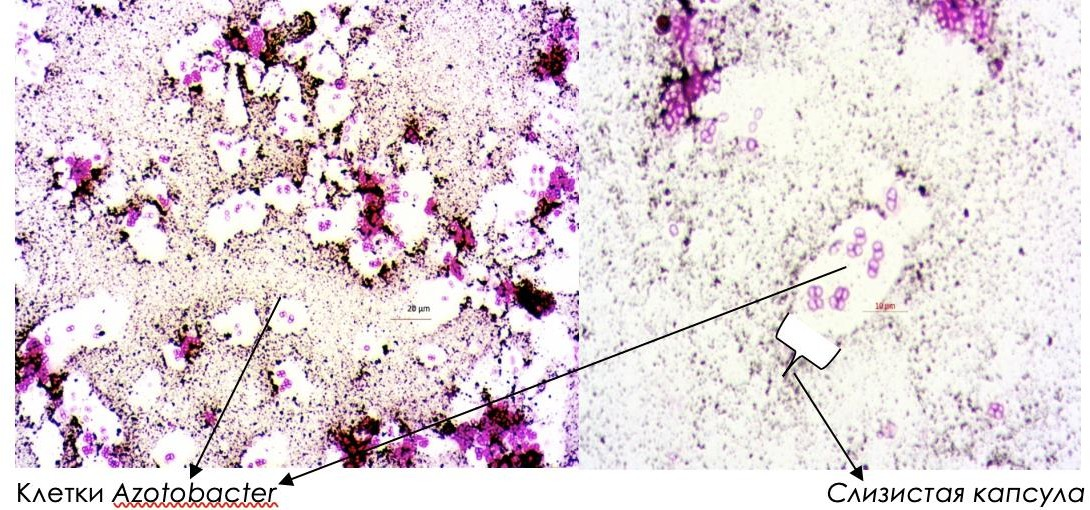 20 µm
10 µm
Клетки Azotobacter
Слизистая капсула